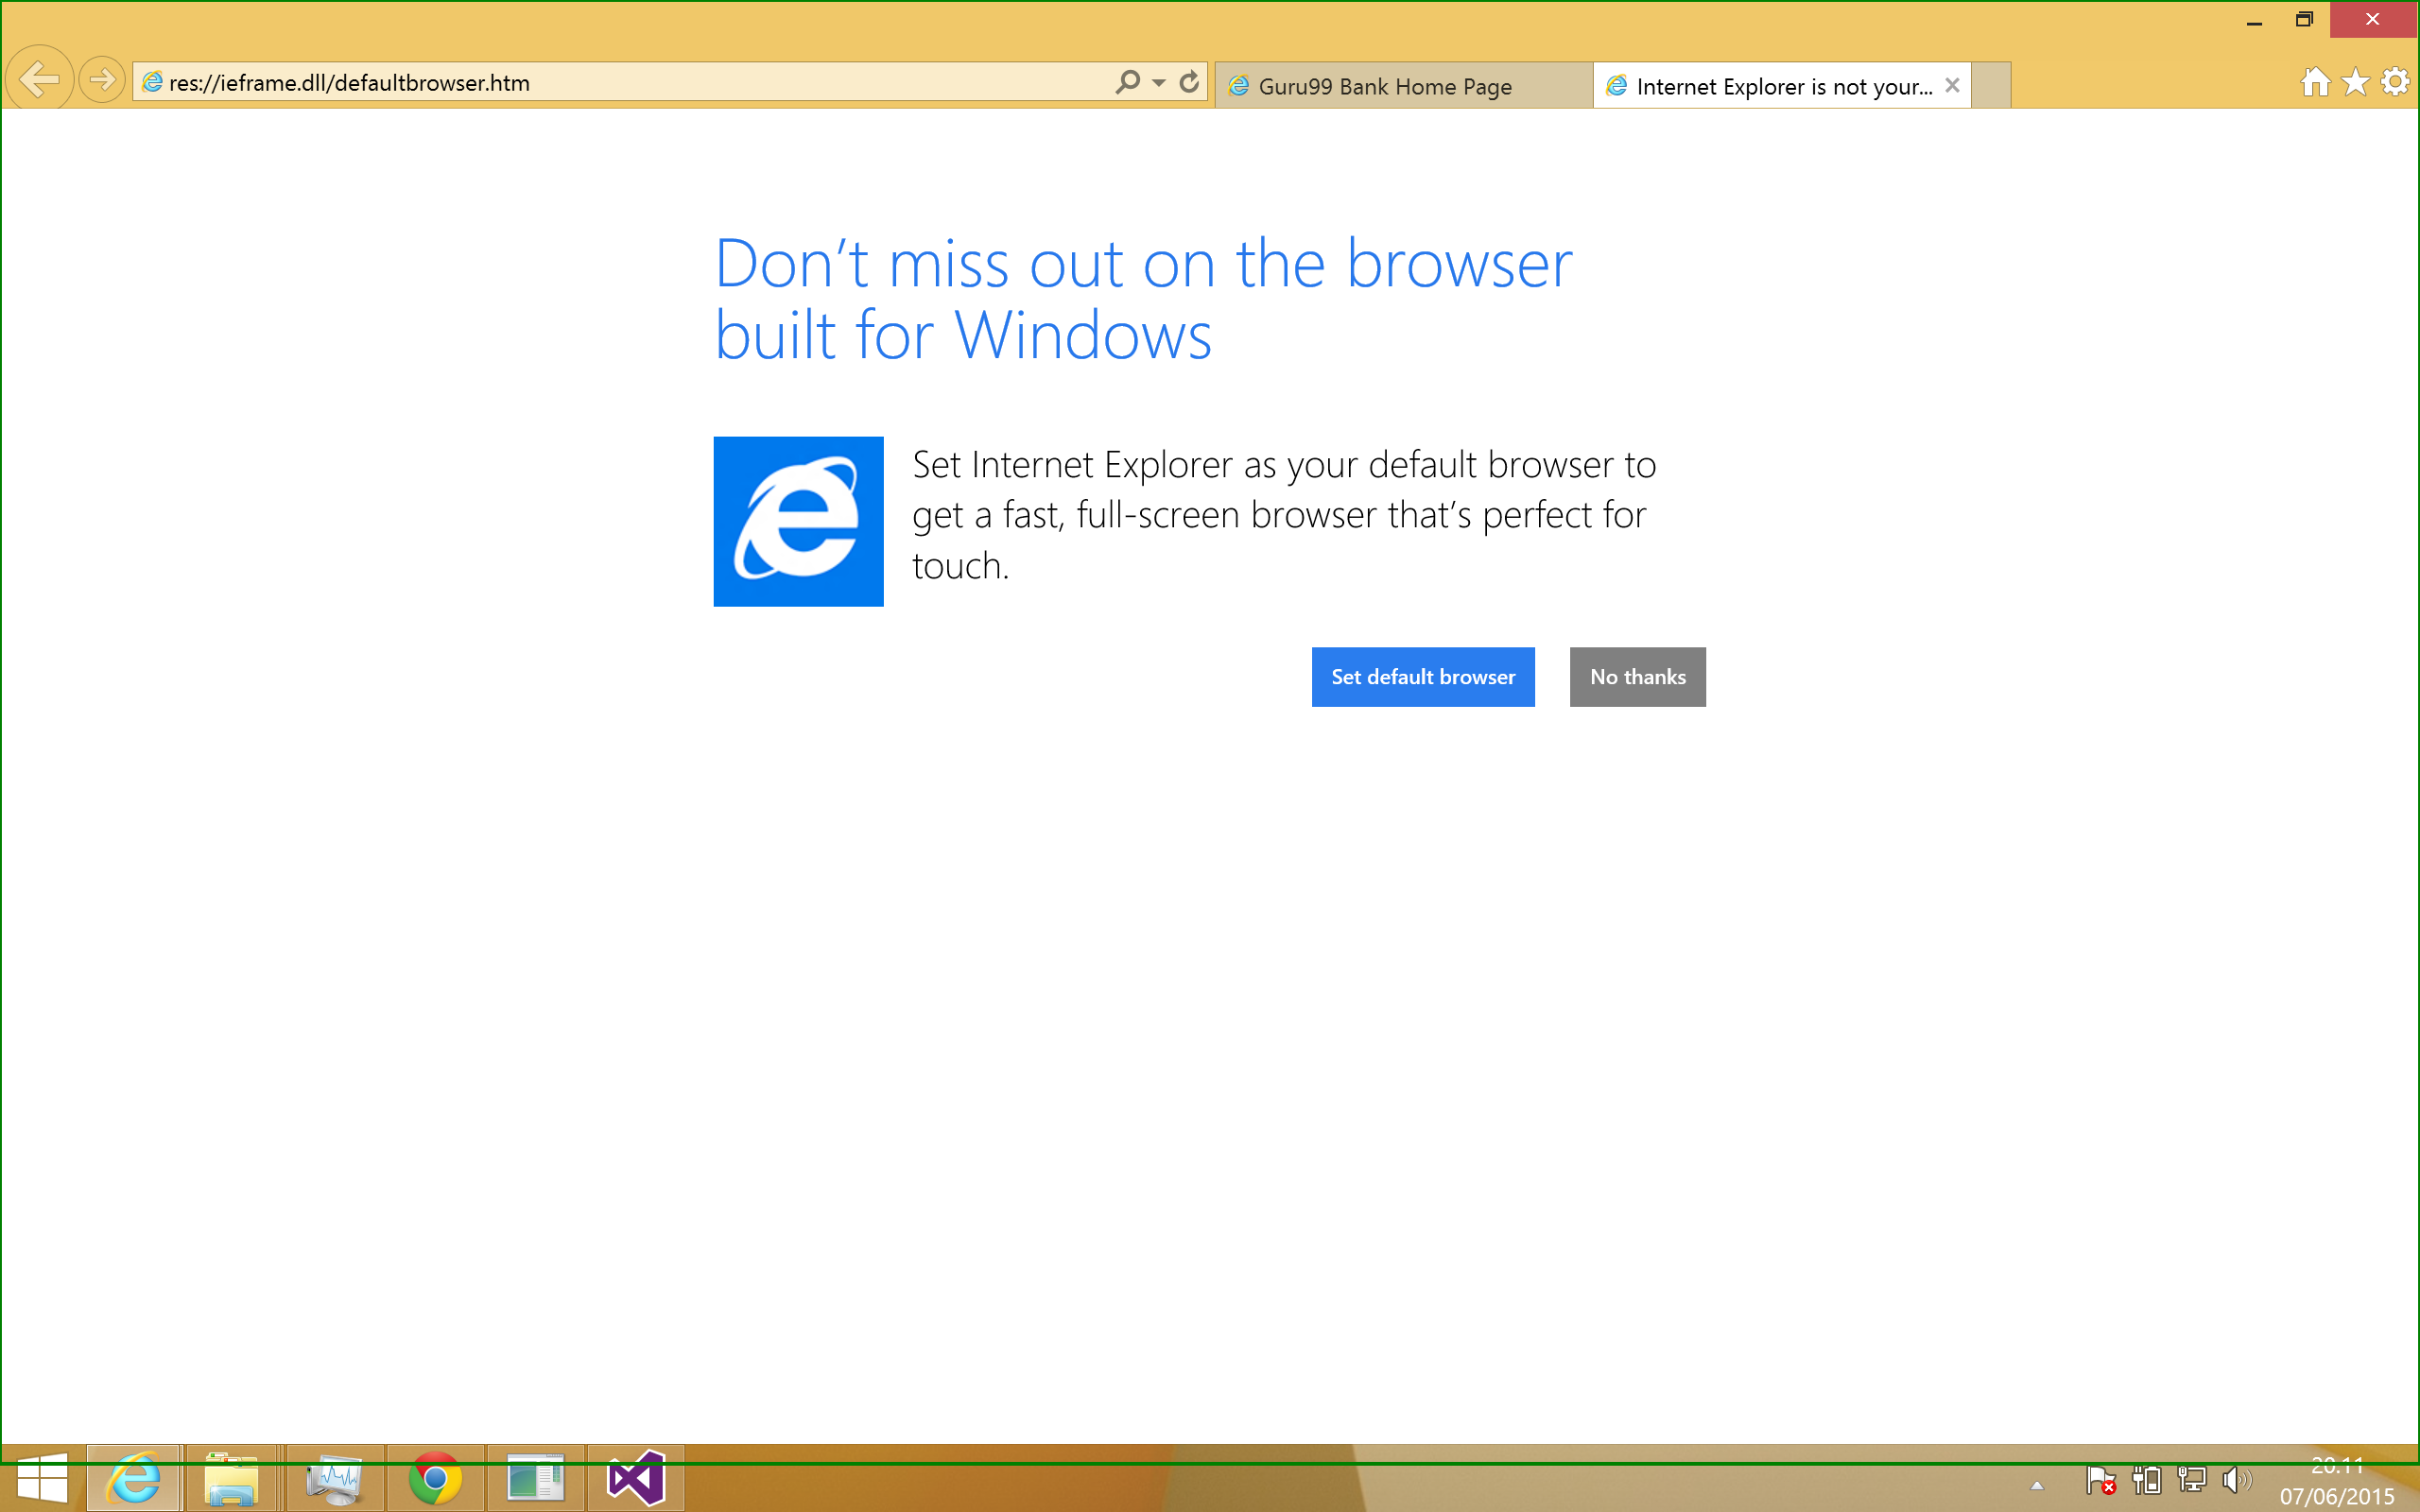 res://ieframe.dll/defaultbrowser.htm
Guru99 Bank Home Page
Internet Explorer is not your...
Don’t miss out on the browser
built for Windows
Set Internet Explorer as your default browser to
get a fast, full-screen browser that’s perfect for
touch.
Set default browser
No thanks
20:11
07/06/2015